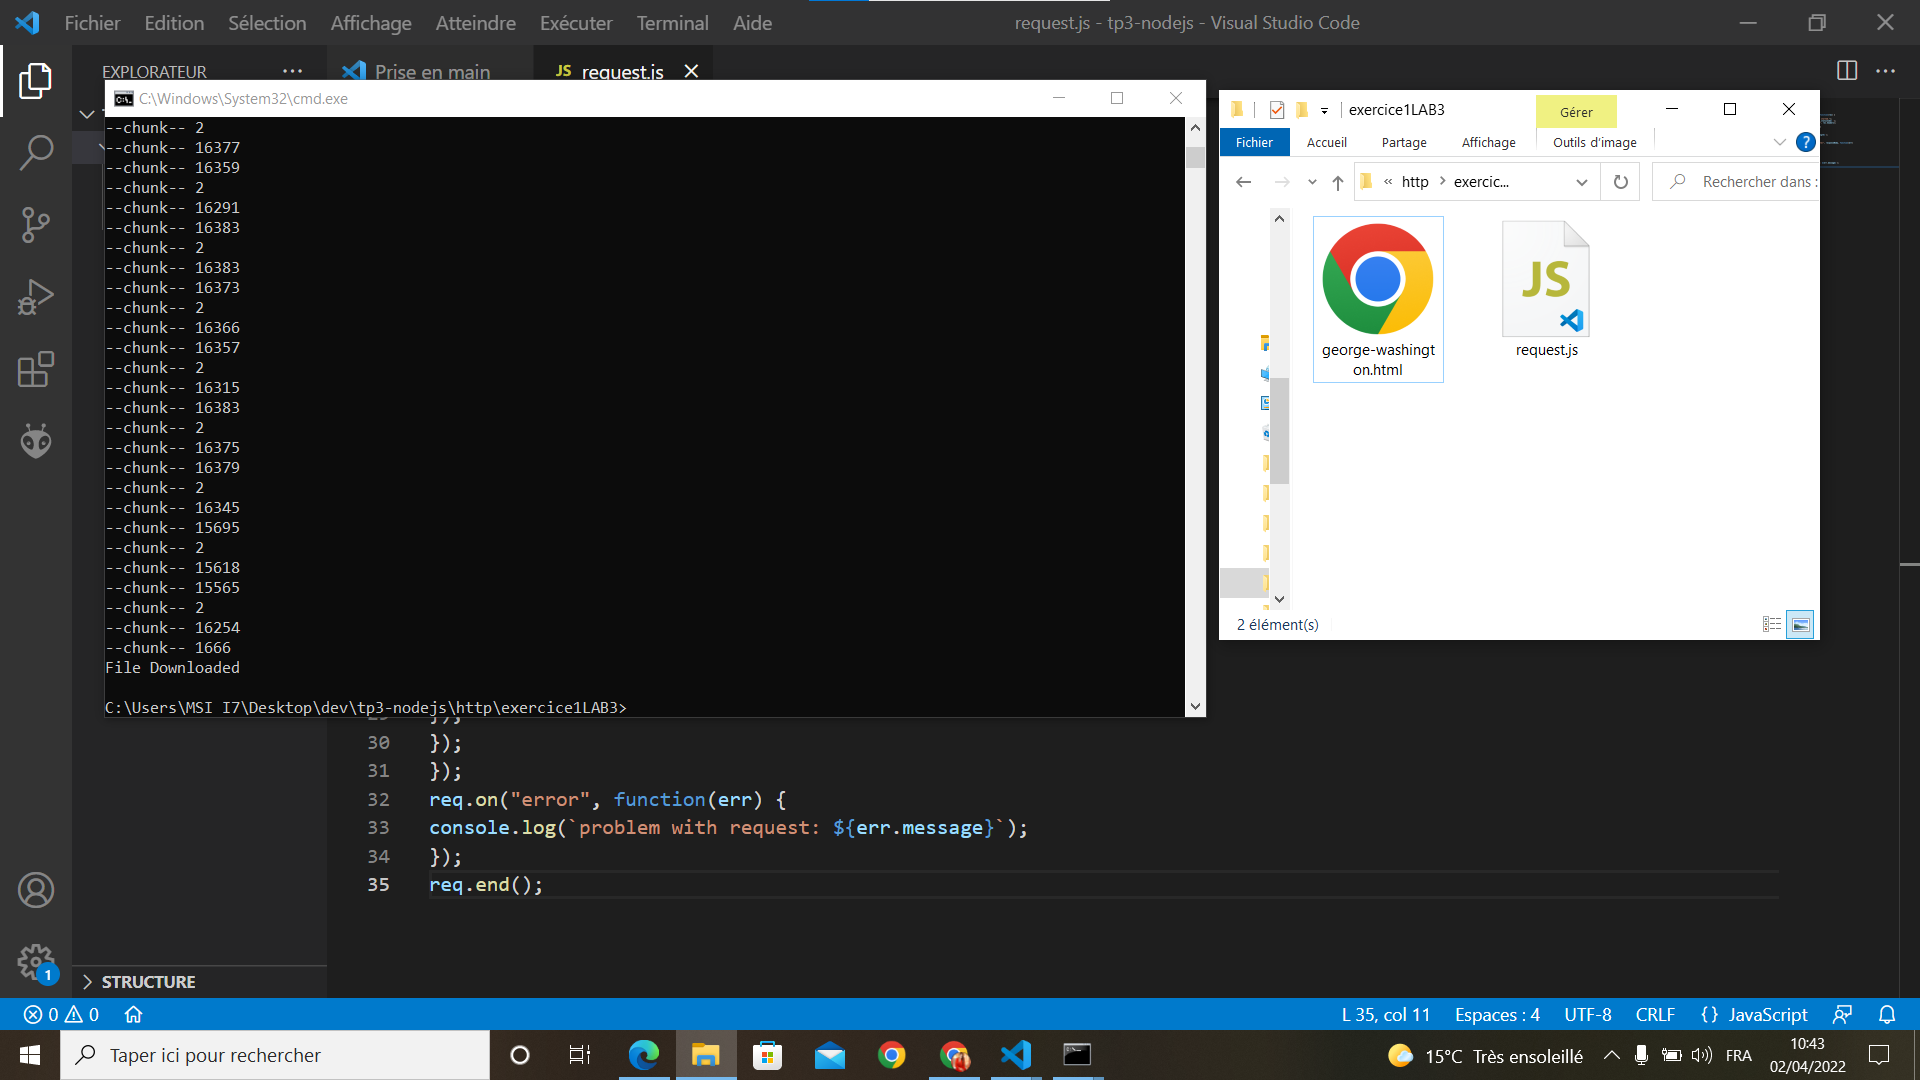 Fichier Edition Sélection Affichage Atteindre Exécuter Terminal Aide
request.js - tp3-nodejs - Visual Studio Code
EXPLORATEUR
Prise en main
JS request.js
C:\Windows\System32\cmd.exe
--chunk-- 2
--chunk-- 16377
--chunk-- 16359
--chunk-- 2
--chunk-- 16291
--chunk-- 16383
--chunk-- 2
--chunk-- 16383
--chunk-- 16373
--chunk-- 2
--chunk-- 16366
--chunk-- 16357
--chunk-- 2
--chunk-- 16315
--chunk-- 16383
--chunk-- 2
--chunk-- 16375
--chunk-- 16379
--chunk-- 2
--chunk-- 16345
--chunk-- 15695
--chunk-- 2
--chunk-- 15618
--chunk-- 15565
--chunk-- 2
--chunk-- 16254
--chunk-- 1666
File Downloaded
C:\Users\MSI I7\Desktop\dev\tp3-nodejs\http\exercice1LAB3>
exercice1LAB3
Gérer
Fichier Accueil Partage Affichage Outils d'image
« http > exercic...
Rechercher dans :
JS
george-washingt
on.html
request.js
2 élément(s)
30 });
31 });
32 req.on("error", function(err) {
33 console.log(`problem with request: ${err.message}`);
34 });
35 req.end();
1
STRUCTURE
0 0
L 35, col 11 Espaces : 4 UTF-8 CRLF {} JavaScript
Taper ici pour rechercher
15°C Très ensoleillé
FRA
10:43
02/04/2022